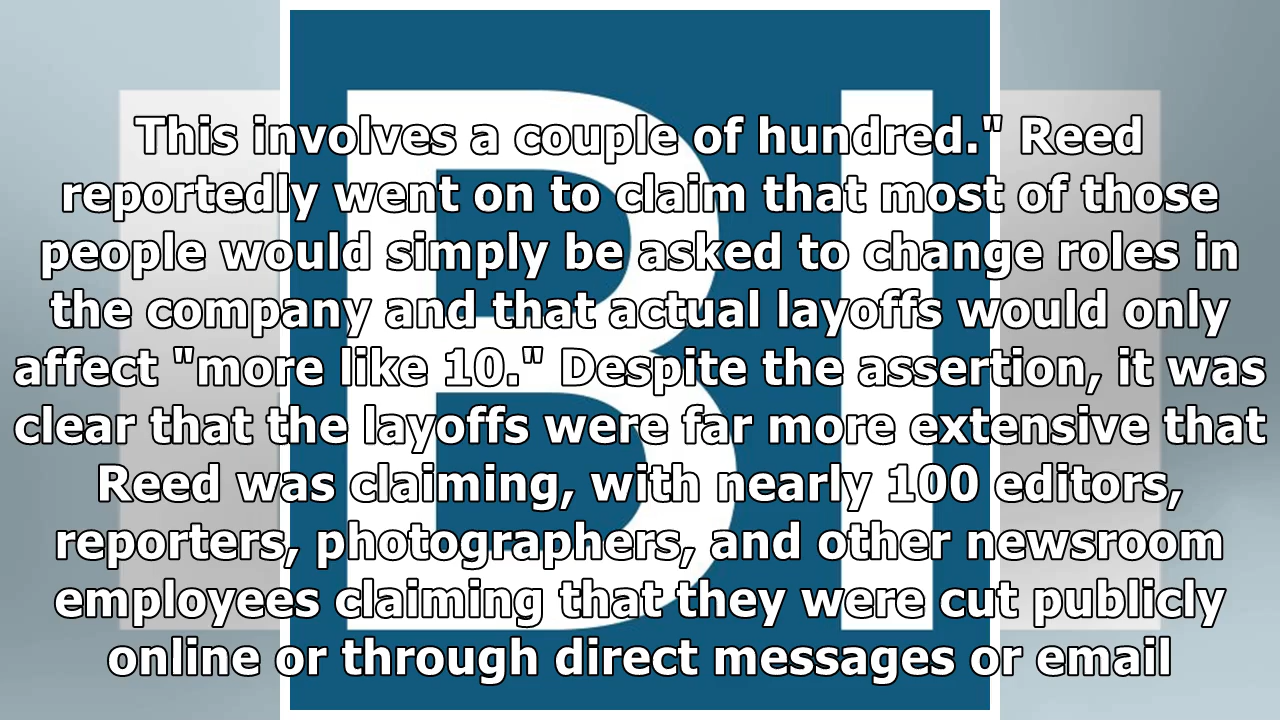 This involves a couple of hundred." Reed
reportedly went on to claim that most of those
people would simply be asked to change roles in
the company and that actual layoffs would only
affect "more like 10." Despite the assertion, it was
clear that the layoffs were far more extensive that
Reed was claiming, with nearly 100 editors,
reporters, photographers, and other newsroom
employees claiming that they were cut publicly
online or through direct messages or email
BI